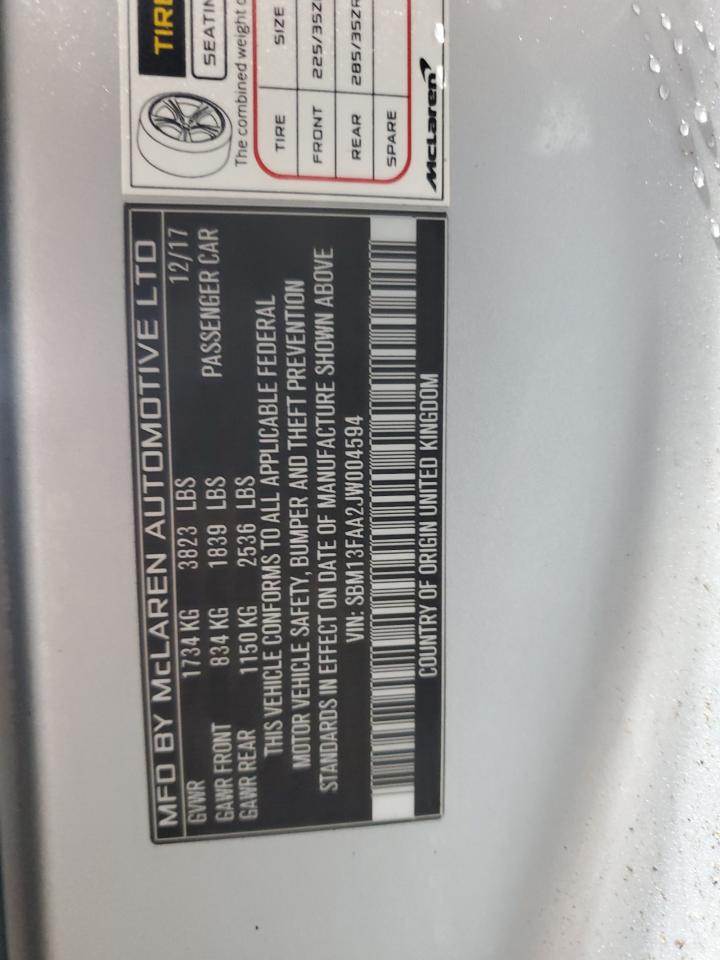 MFD BY McLAREN AUTOMOTIVE LTD
GVWR 1734 KG 3823 LBS 12/17
GAWR FRONT 834 KG 1839 LBS PASSENGER CAR
GAWR REAR 1150 KG 2536 LBS
THIS VEHICLE CONFORMS TO ALL APPLICABLE FEDERAL
MOTOR VEHICLE SAFETY, BUMPER AND THEFT PREVENTION
STANDARDS IN EFFECT ON DATE OF MANUFACTURE SHOWN ABOVE
VIN: SBM13FAA2JW004594
COUNTRY OF ORIGIN UNITED KINGDOM
TIRE
SEATIN
The combined weight o
TIRE SIZE
FRONT 225/35ZR
REAR 285/35ZR
SPARE
McLaren